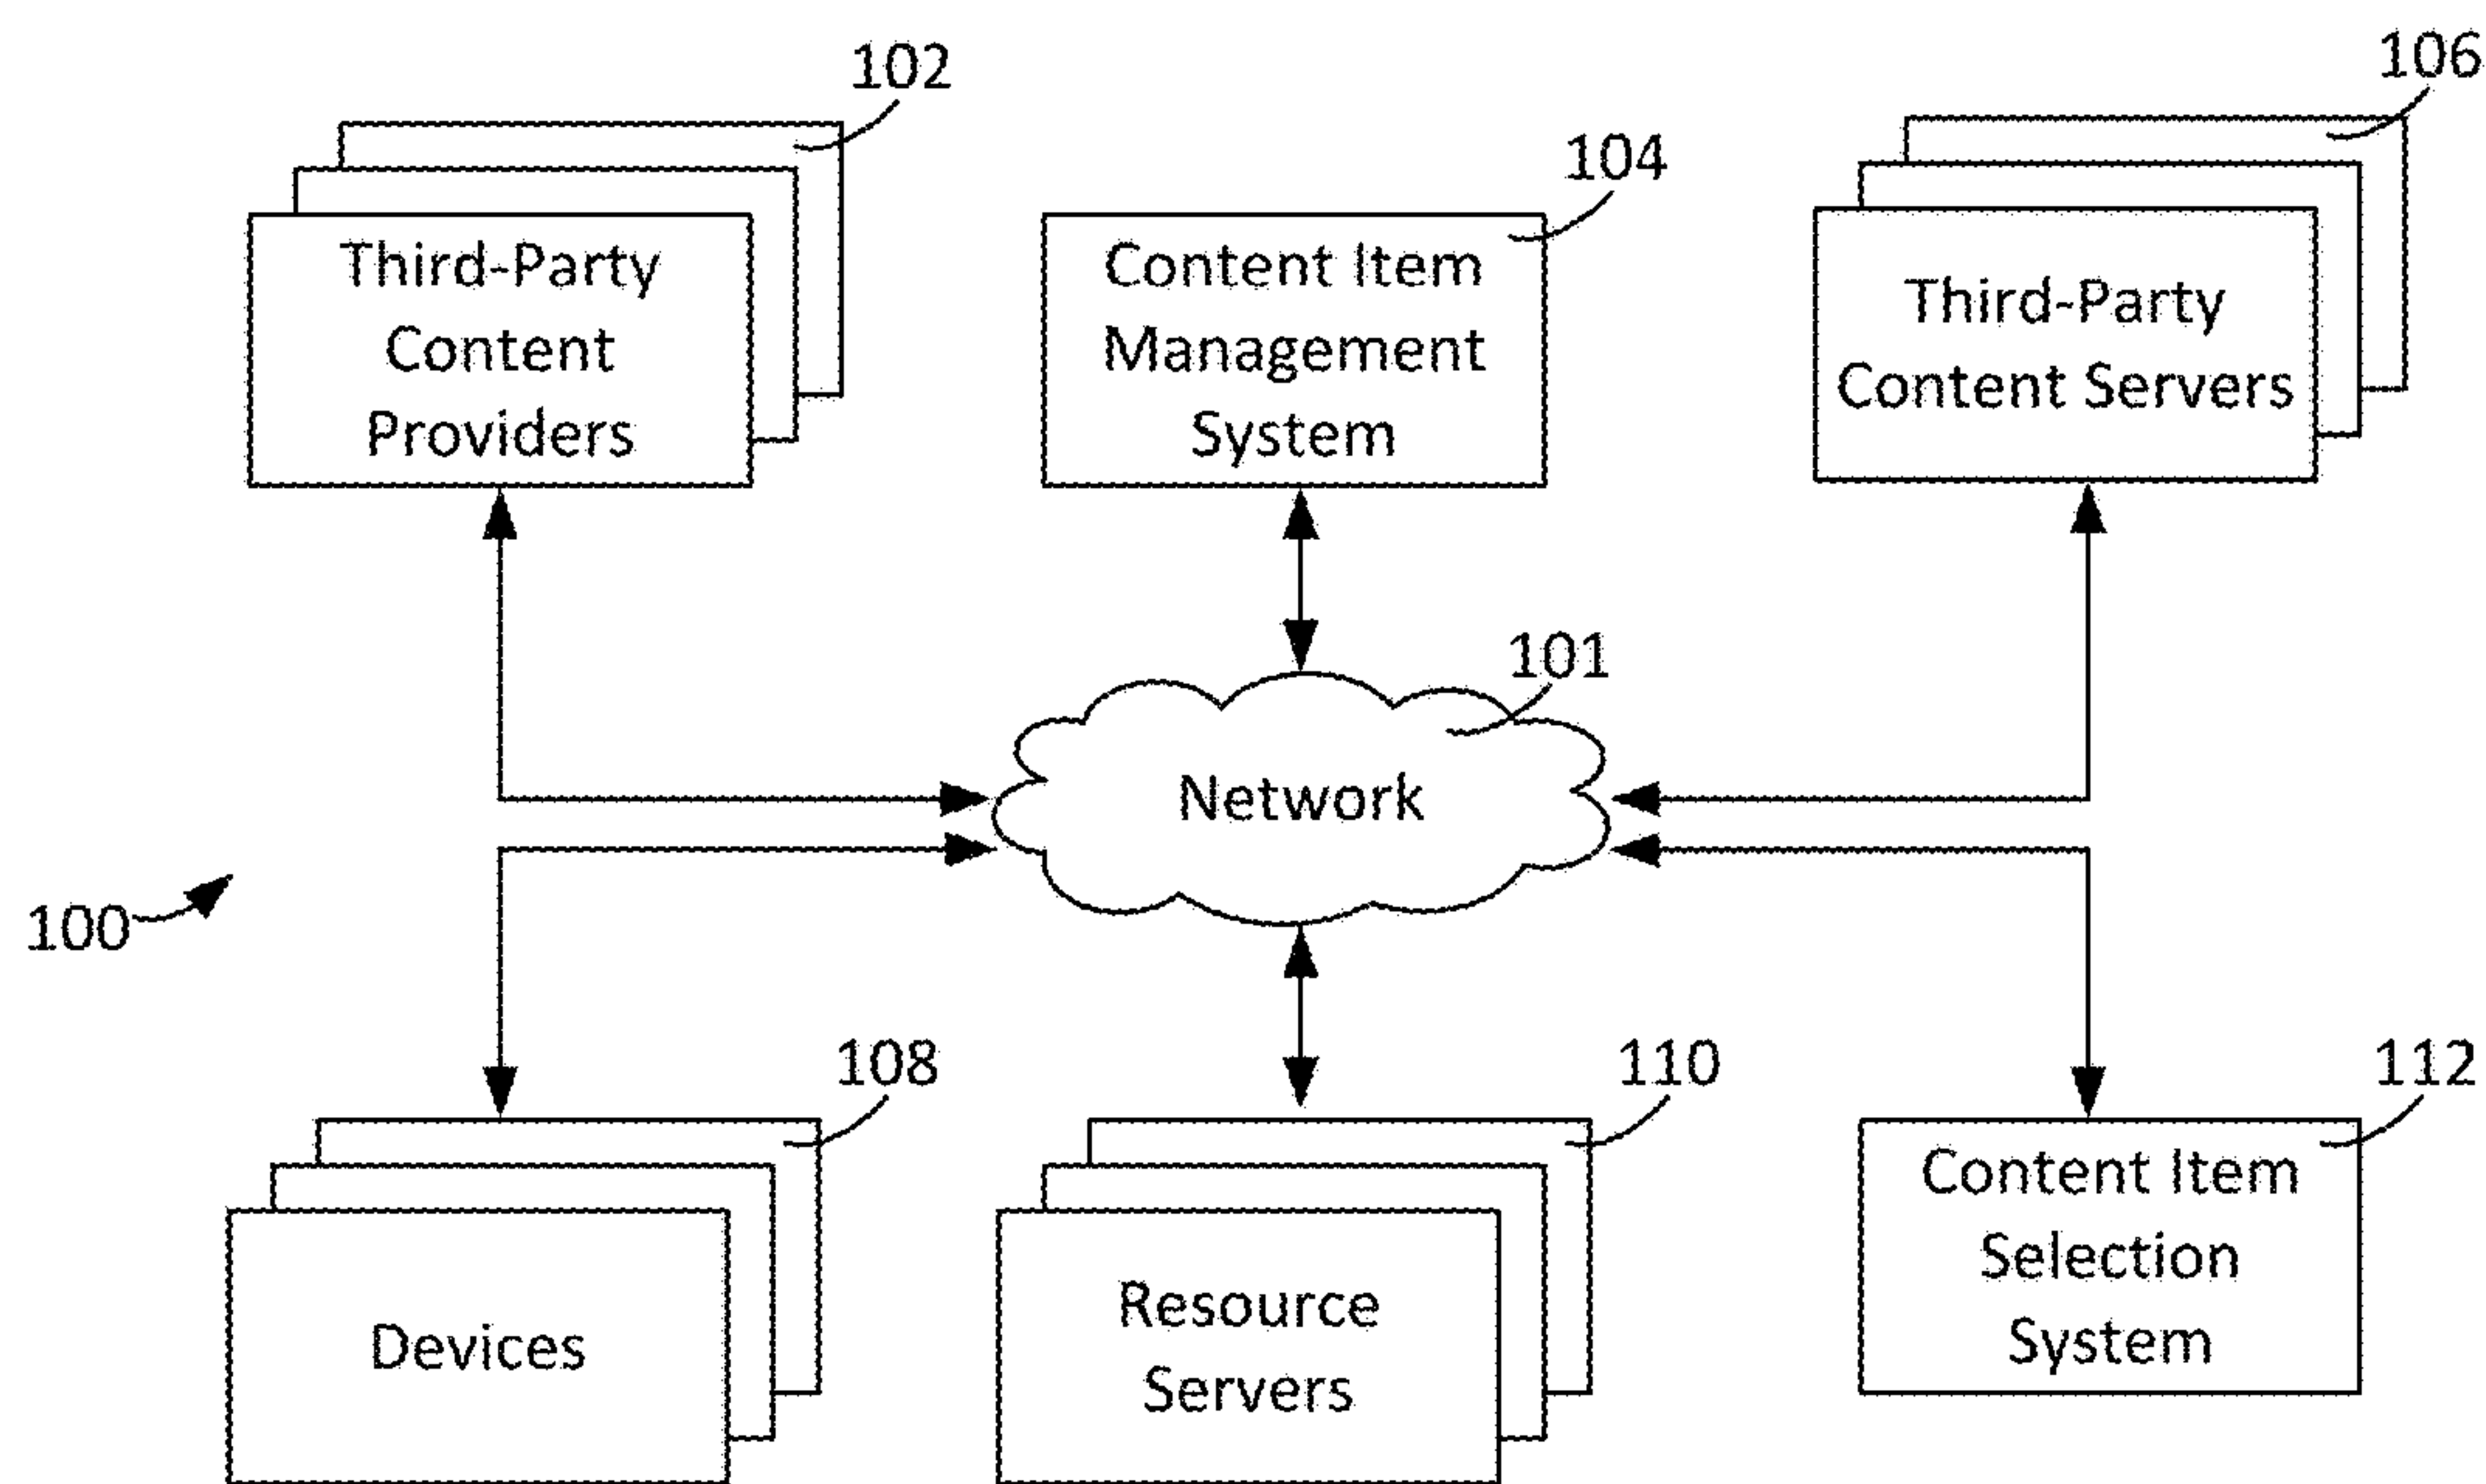 102
106
104
Third-Party
Content
Providers
Content Item
Management
System
Third-Party
Content Servers
101
Network
100
108
110
112
Devices
Resource
Servers
Content Item
Selection
System